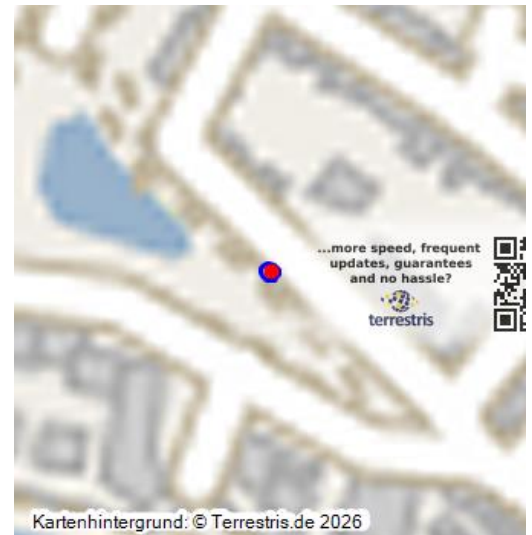 ...more speed, frequent
updates, guarantees
and no hassle?
terrestris
Kartenhintergrund: © Terrestris.de 2026